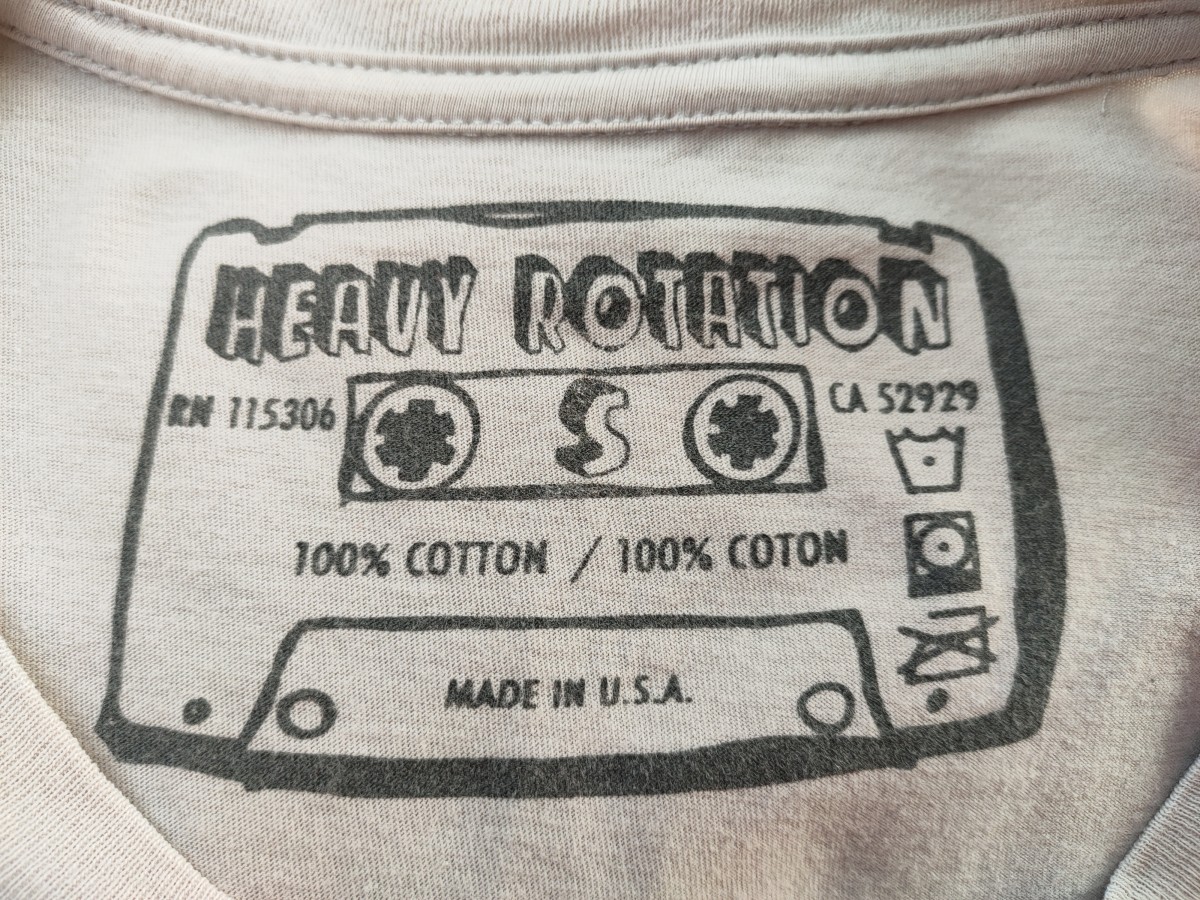 HEAVY ROTATION
RN 115306
S
CA 52929
100% COTTON / 100% COTON
MADE IN U.S.A.